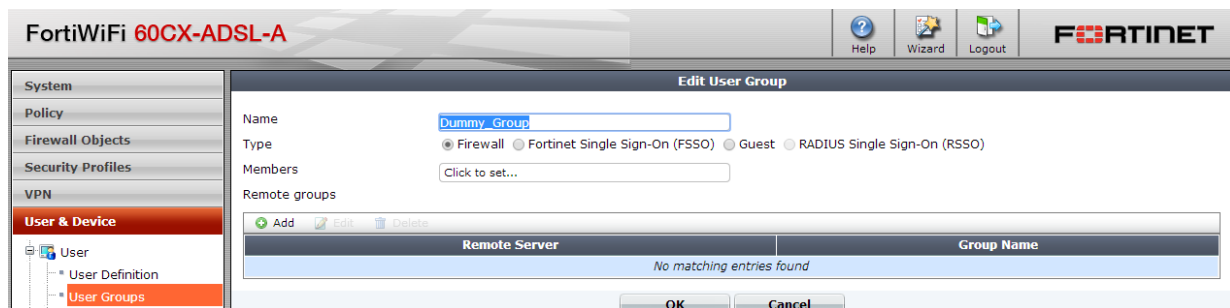 FortiWiFi 60CX-ADSL-A
Help
Wizard
Logout
FORTINET
System
Policy
Firewall Objects
Security Profiles
VPN
User & Device
User
User Definition
User Groups
Edit User Group
Name
Dummy_Group
Type
Firewall Fortinet Single Sign-On (FSSO) Guest RADIUS Single Sign-On (RSSO)
Members
Click to set...
Remote groups
Add Edit Delete
Remote Server Group Name
No matching entries found
OK Cancel